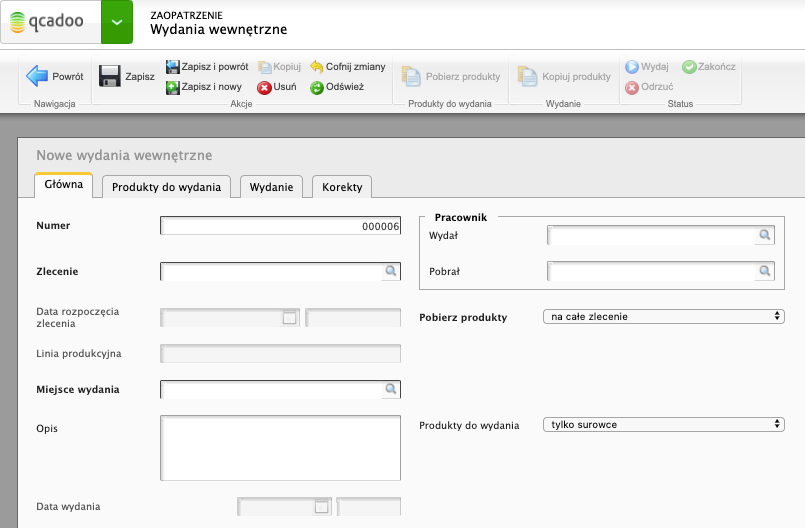 qcadoo
ZAOPATRZENIE
Wydania wewnętrzne
Powrót
Nawigacja
Zapisz
Zapisz i powrót
Kopiuj
Cofnij zmiany
Zapisz i nowy
Usuń
Odśwież
Akcje
Pobierz produkty
Produkty do wydania
Kopiuj produkty
Wydanie
Wydaj
Zakończ
Odrzuć
Status
Nowe wydania wewnętrzne
Główna
Produkty do wydania
Wydanie
Korekty
Numer
000006
Pracownik
Wydał
Zlecenie
Pobrał
Data rozpoczęcia
zlecenia
Pobierz produkty
na całe zlecenie
Linia produkcyjna
Miejsce wydania
Opis
Produkty do wydania
tylko surowce
Data wydania